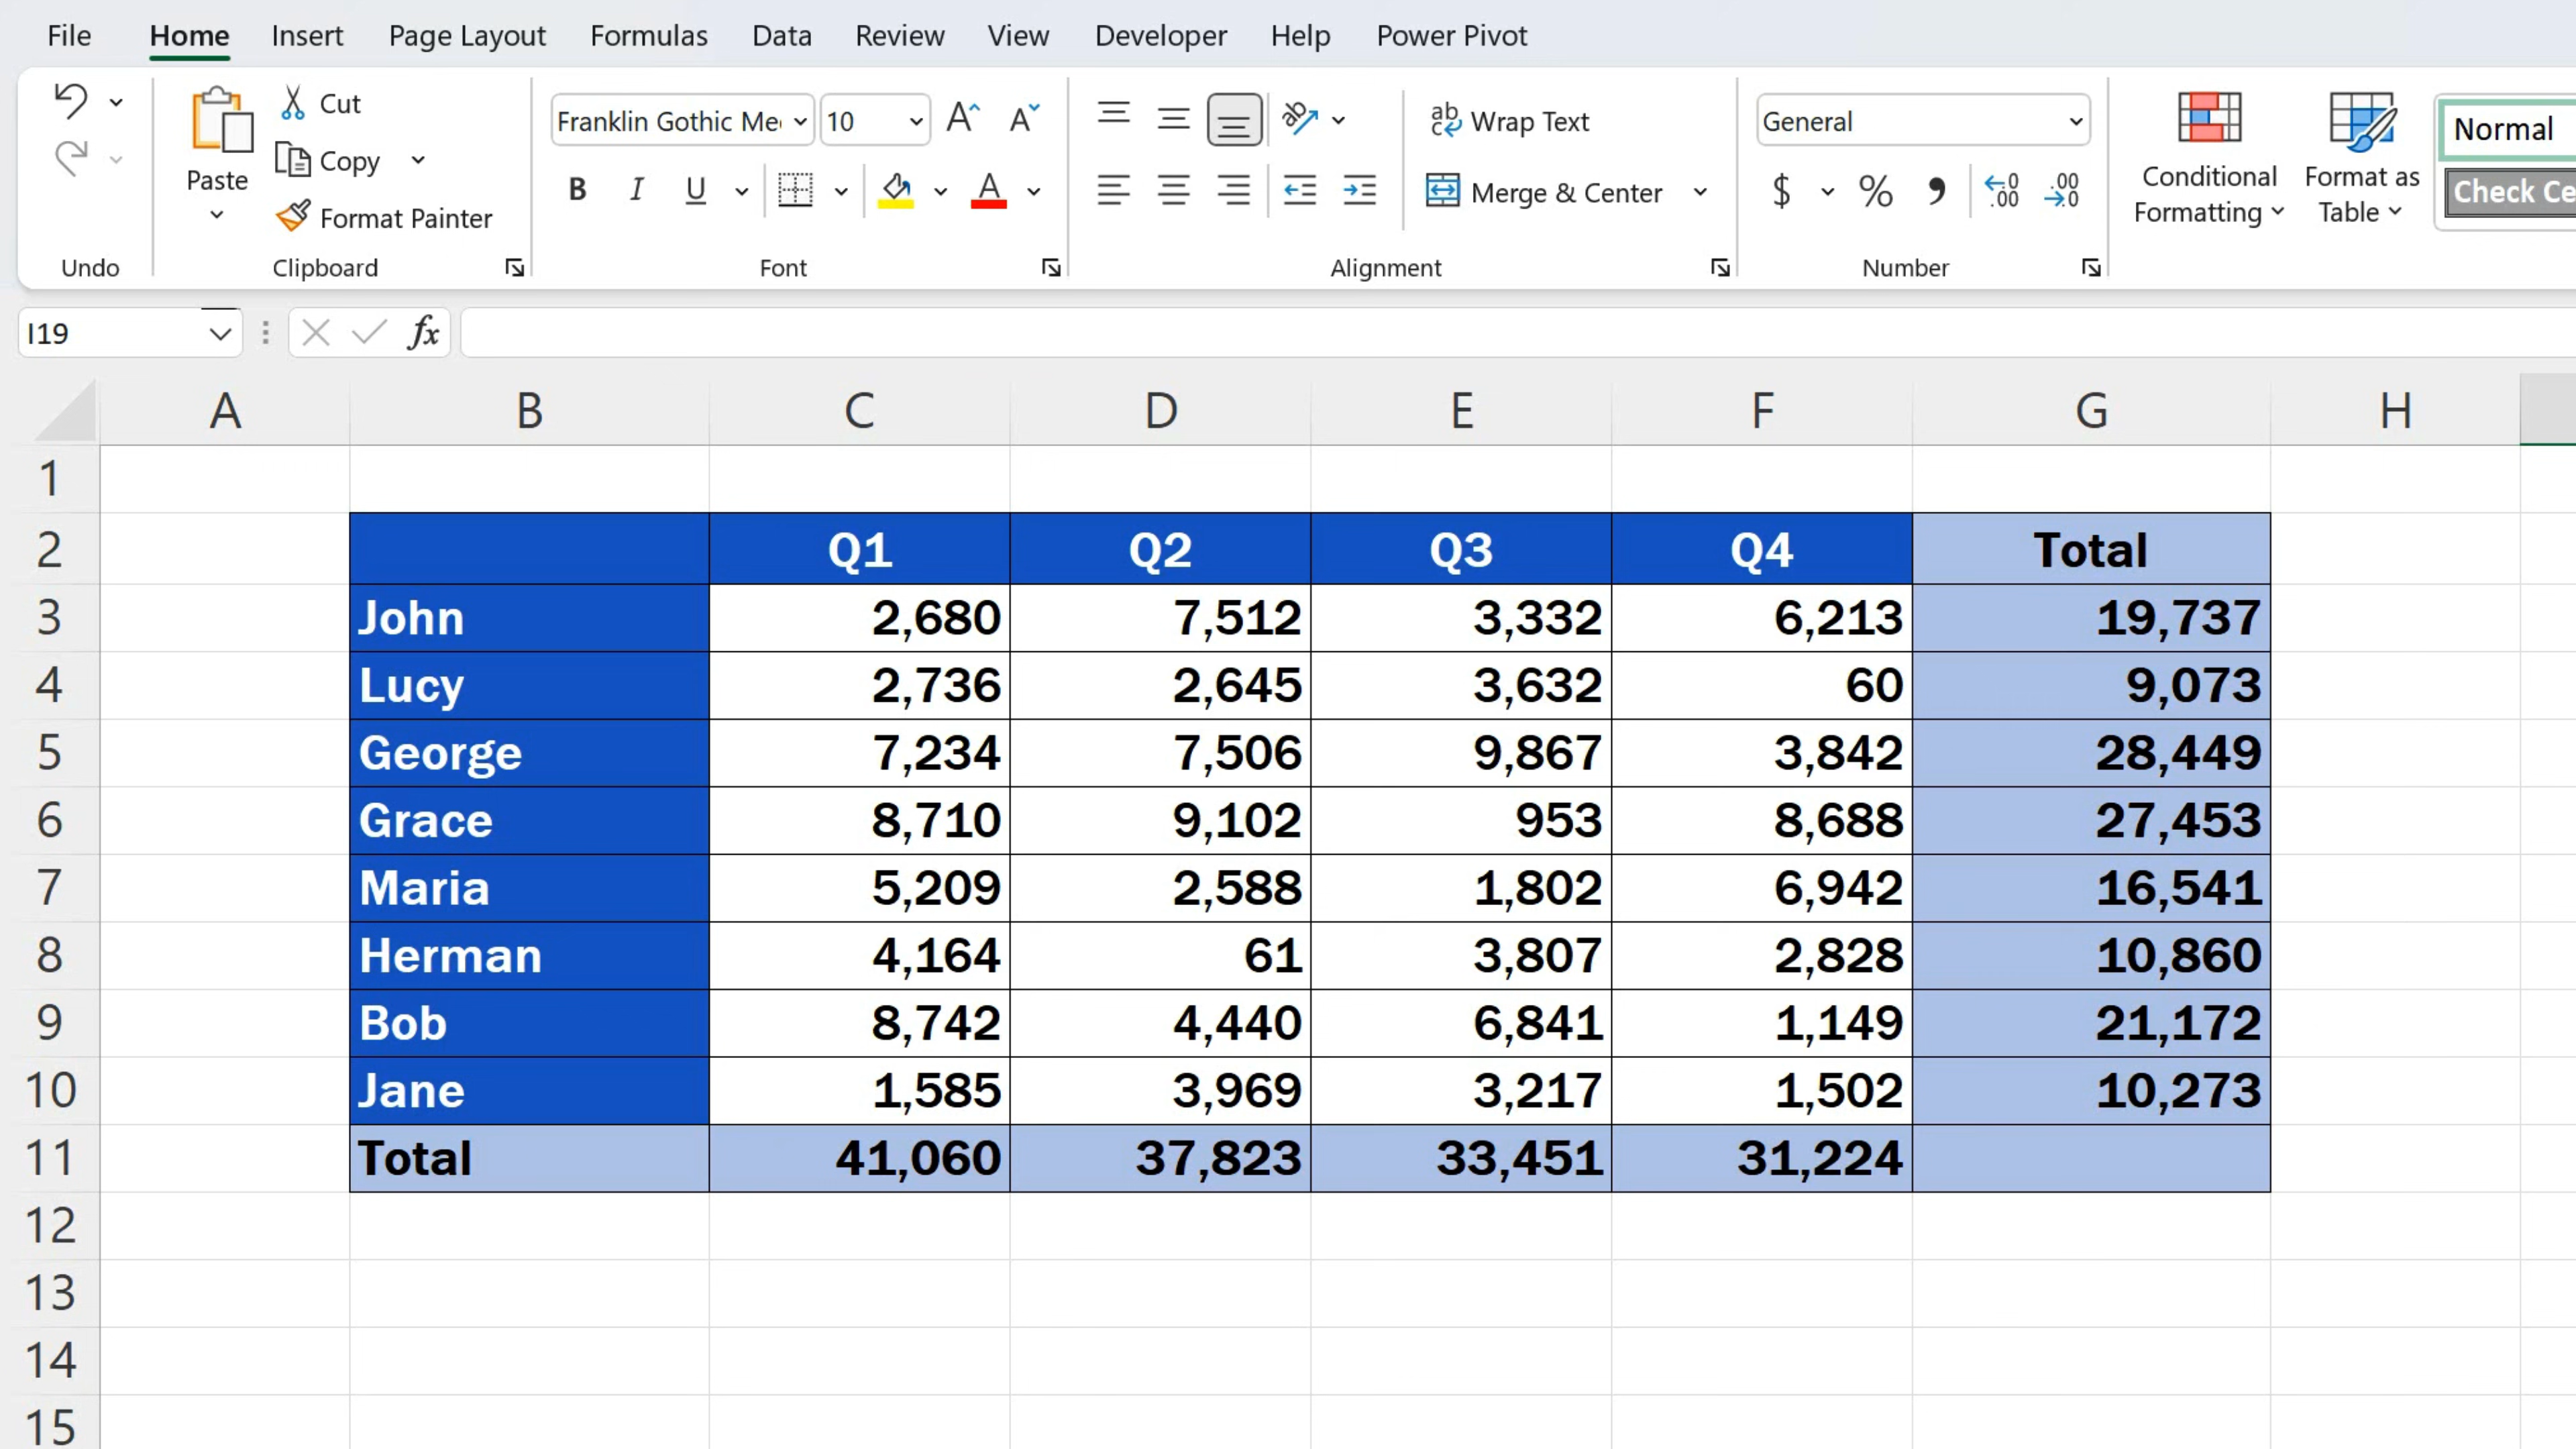 File Home Insert Page Layout Formulas Data Review View Developer Help Power Pivot
Paste
Cut
Copy
Format Painter
Franklin Gothic Me 10
B I U
ab Wrap Text
Merge & Center
General
$ % 9
Conditional Formatting
Format as Table
Normal
Check Ce
Undo Clipboard Font Alignment Number
I19 fx
A B C D E F G H
1
2 Q1 Q2 Q3 Q4 Total
3 John 2,680 7,512 3,332 6,213 19,737
4 Lucy 2,736 2,645 3,632 60 9,073
5 George 7,234 7,506 9,867 3,842 28,449
6 Grace 8,710 9,102 953 8,688 27,453
7 Maria 5,209 2,588 1,802 6,942 16,541
8 Herman 4,164 61 3,807 2,828 10,860
9 Bob 8,742 4,440 6,841 1,149 21,172
10 Jane 1,585 3,969 3,217 1,502 10,273
11 Total 41,060 37,823 33,451 31,224
12
13
14
15